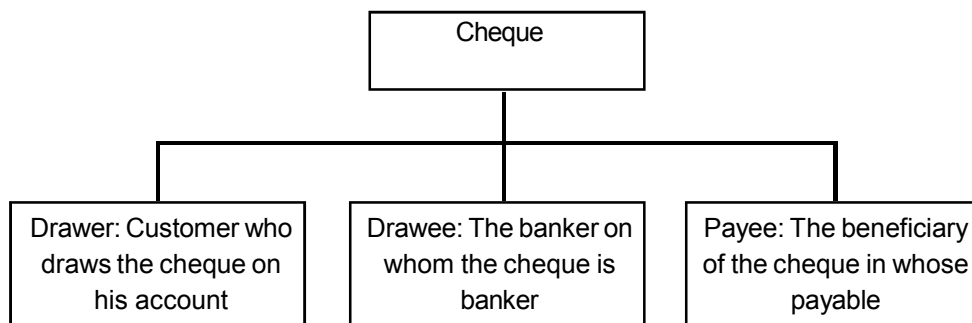 Cheque
Drawer: Customer who
draws the cheque on
his account
Drawee: The banker on
whom the cheque is
banker
Payee: The beneficiary
of the cheque in whose
payable